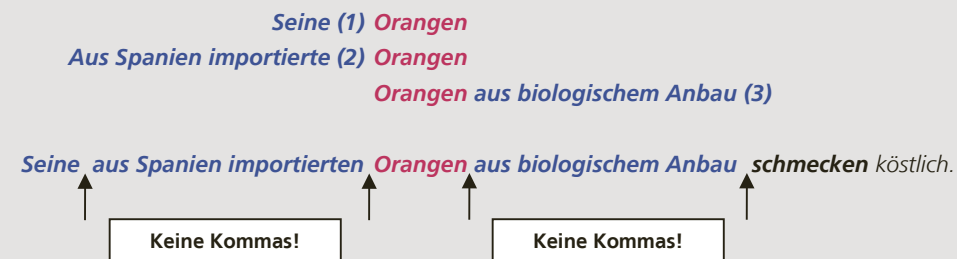 Seine (1) Orangen
Aus Spanien importierte (2) Orangen
Orangen aus biologischem Anbau (3)
Seine aus Spanien importierten Orangen aus biologischem Anbau schmecken köstlich.
Keine Kommas! Keine Kommas!